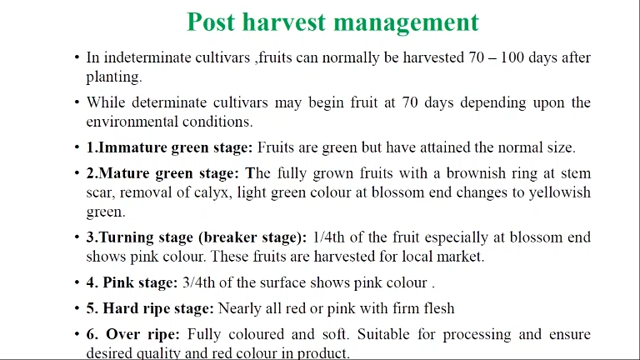 Post harvest management
• In indeterminate cultivars ,fruits can normally be harvested 70 – 100 days after
planting.
• While determinate cultivars may begin fruit at 70 days depending upon the
environmental conditions.
• 1.Immature green stage: Fruits are green but have attained the normal size.
• 2.Mature green stage: The fully grown fruits with a brownish ring at stem
scar, removal of calyx, light green colour at blossom end changes to yellowish
green.
• 3.Turning stage (breaker stage): 1/4th of the fruit especially at blossom end
shows pink colour. These fruits are harvested for local market.
• 4. Pink stage: 3/4th of the surface shows pink colour .
• 5. Hard ripe stage: Nearly all red or pink with firm flesh
• 6. Over ripe: Fully coloured and soft. Suitable for processing and ensure
desired quality and red colour in product.